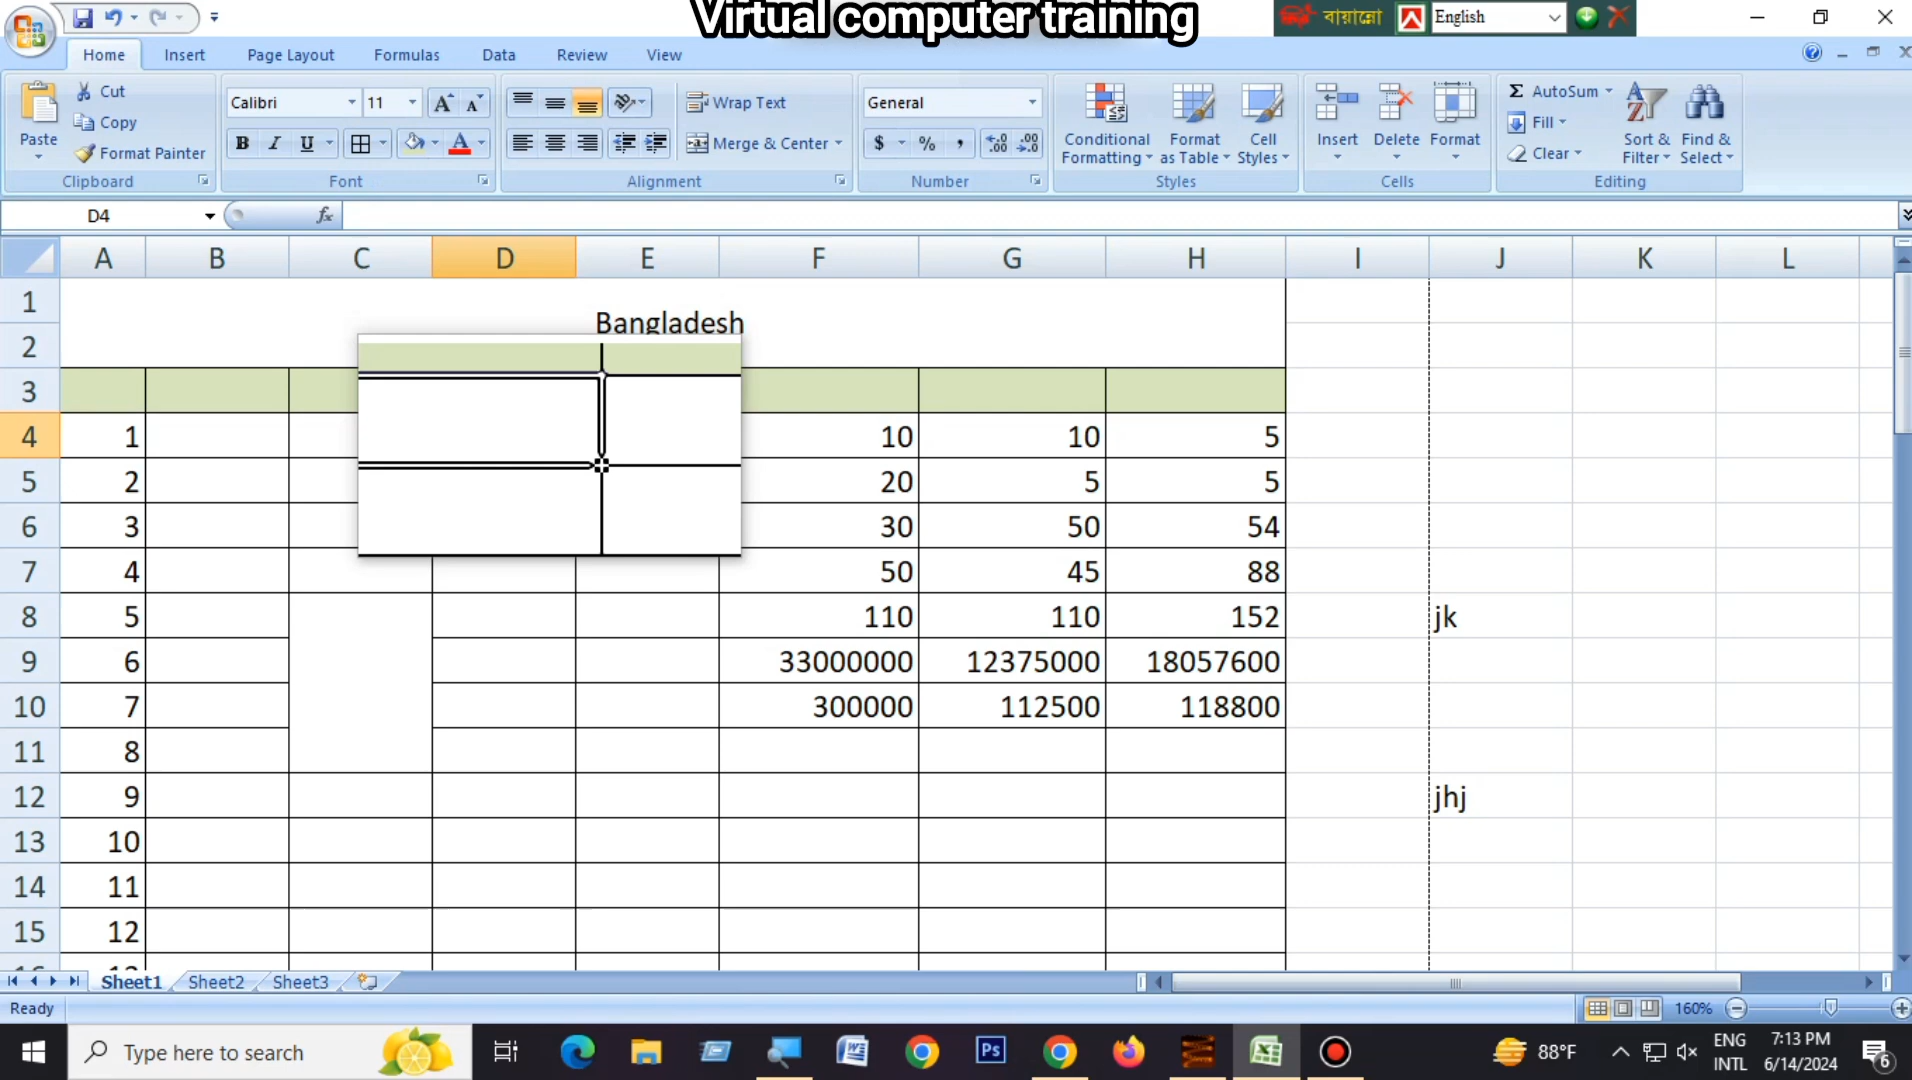 Virtual computer training
বায়ান্নো English
Home Insert Page Layout Formulas Data Review View
Paste
Cut
Copy
Format Painter
Clipboard
Calibri 11 A A
B I U A
Font
Wrap Text
Merge & Center
Alignment
General
$ % , .00 .00
Number
Conditional Formatting
Format as Table
Cell Styles
Styles
Insert Delete Format
Cells
Σ AutoSum
Fill
Clear
Sort & Filter
Find & Select
Editing
D4 fx
A B C D E F G H I J K L
1
Bangladesh
2
3
4 1 10 10 5
5 2 20 5 5
6 3 30 50 54
7 4 50 45 88
8 5 110 110 152 jk
9 6 33000000 12375000 18057600
10 7 300000 112500 118800
11 8
12 9 jhj
13 10
14 11
15 12
Sheet1 Sheet2 Sheet3
Ready 160%
Type here to search Ps 88°F ENG 7:13 PM
INTL 6/14/2024 6